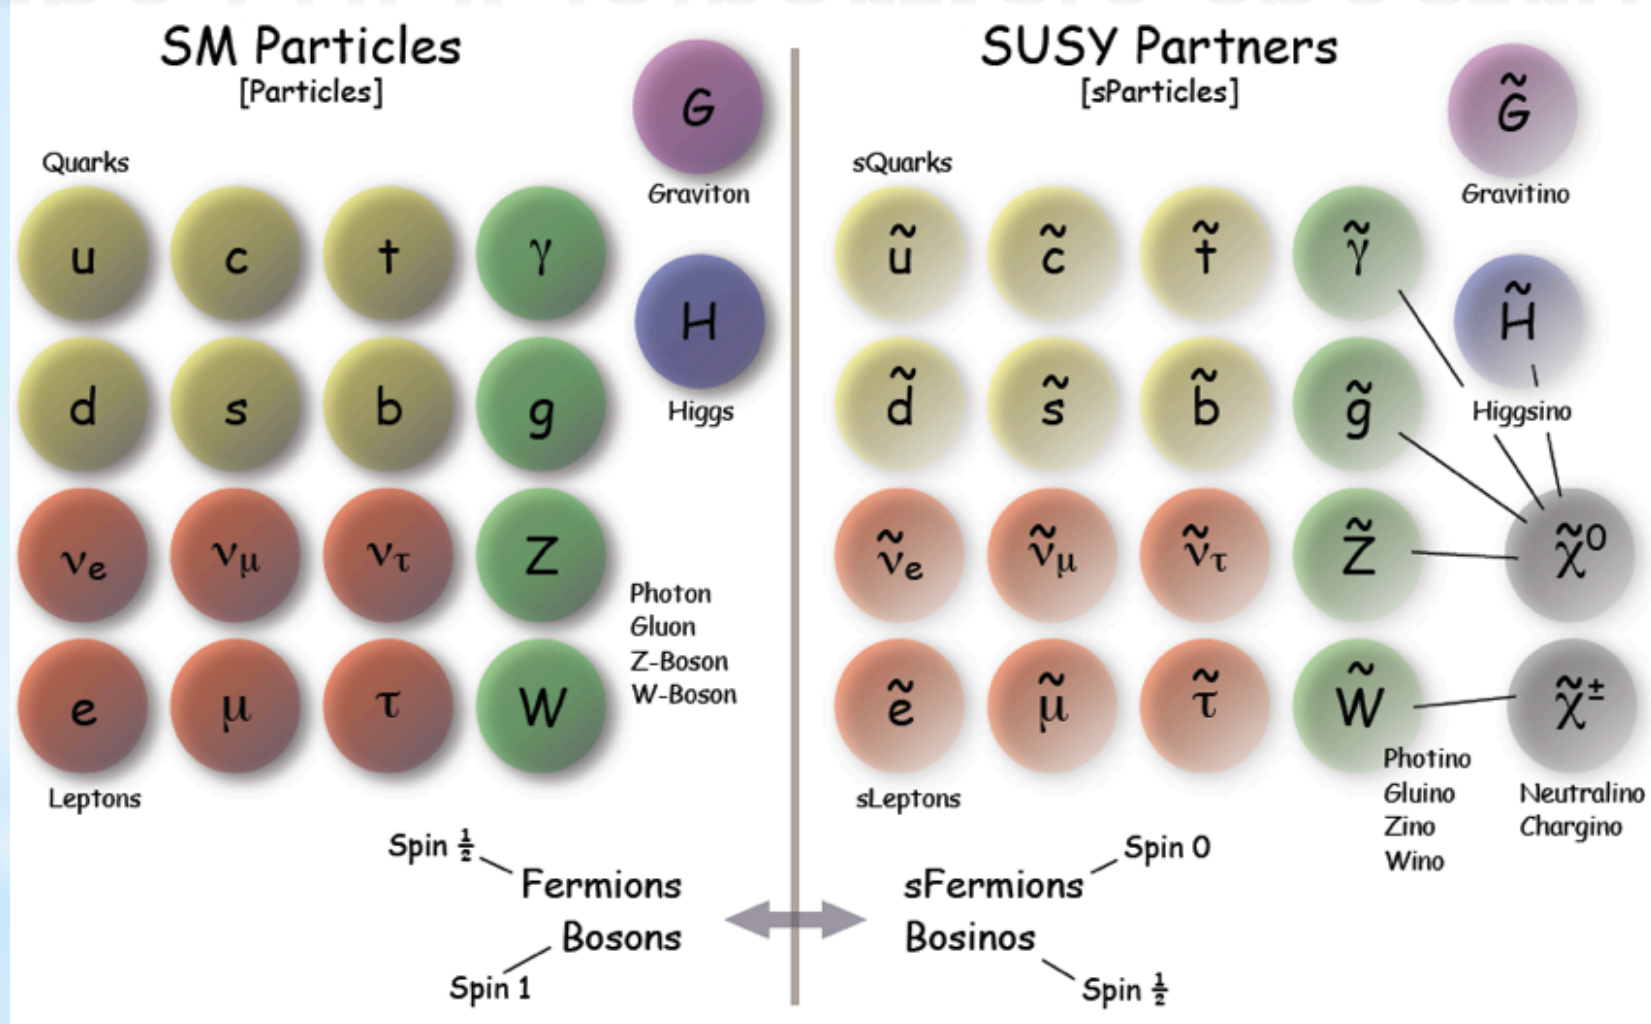 SM Particles
[Particles]
G
Graviton
Quarks
u c t γ
H
Higgs
d s b g
νe νμ ντ Z
Photon
Gluon
Z-Boson
W-Boson
e μ τ W
Leptons
Spin ½
Fermions
Bosons
Spin 1
SUSY Partners
[sParticles]
G̃
Gravitino
sQuarks
ũ c̃ t̃ γ̃
H̃
Higgsino
d̃ s̃ b̃ g̃
ν̃e ν̃μ ν̃τ Z̃ χ̃⁰
ẽ μ̃ τ̃ W̃ χ̃±
sLeptons
Photino
Gluino
Zino
Wino
Neutralino
Chargino
Spin 0
sFermions
Bosinos
Spin ½